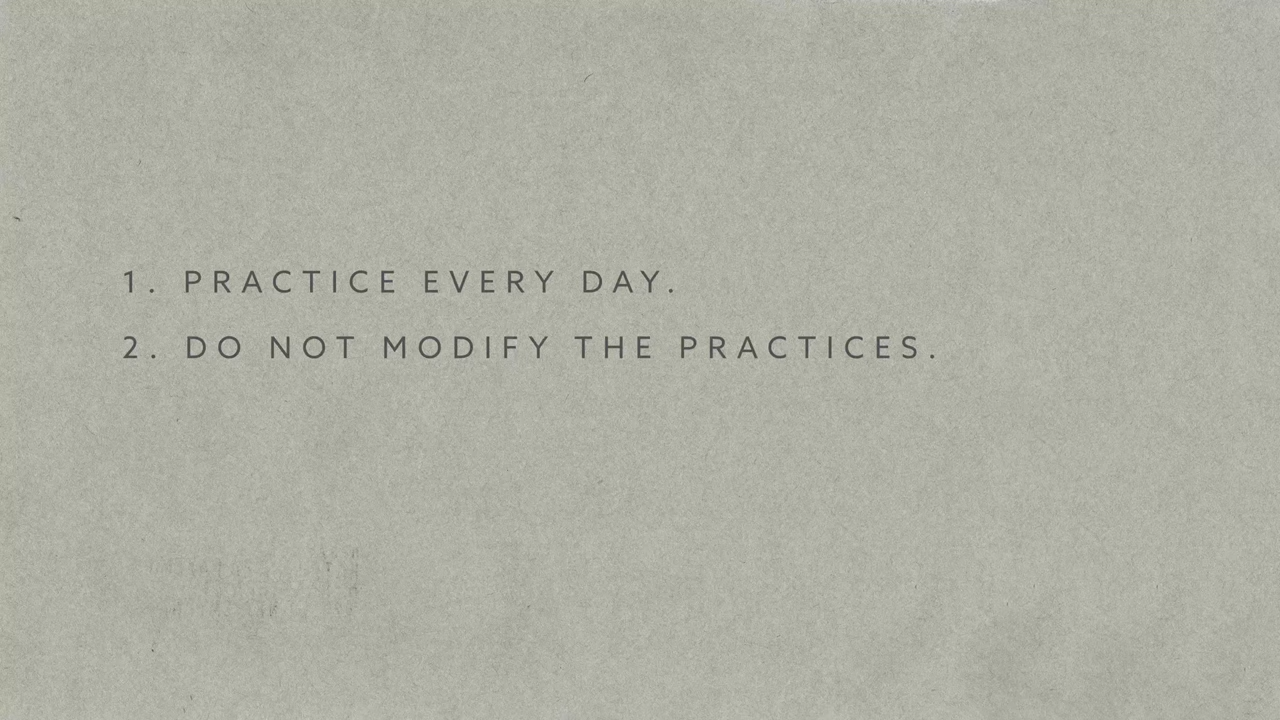 1. PRACTICE EVERY DAY.
2. DO NOT MODIFY THE PRACTICES.